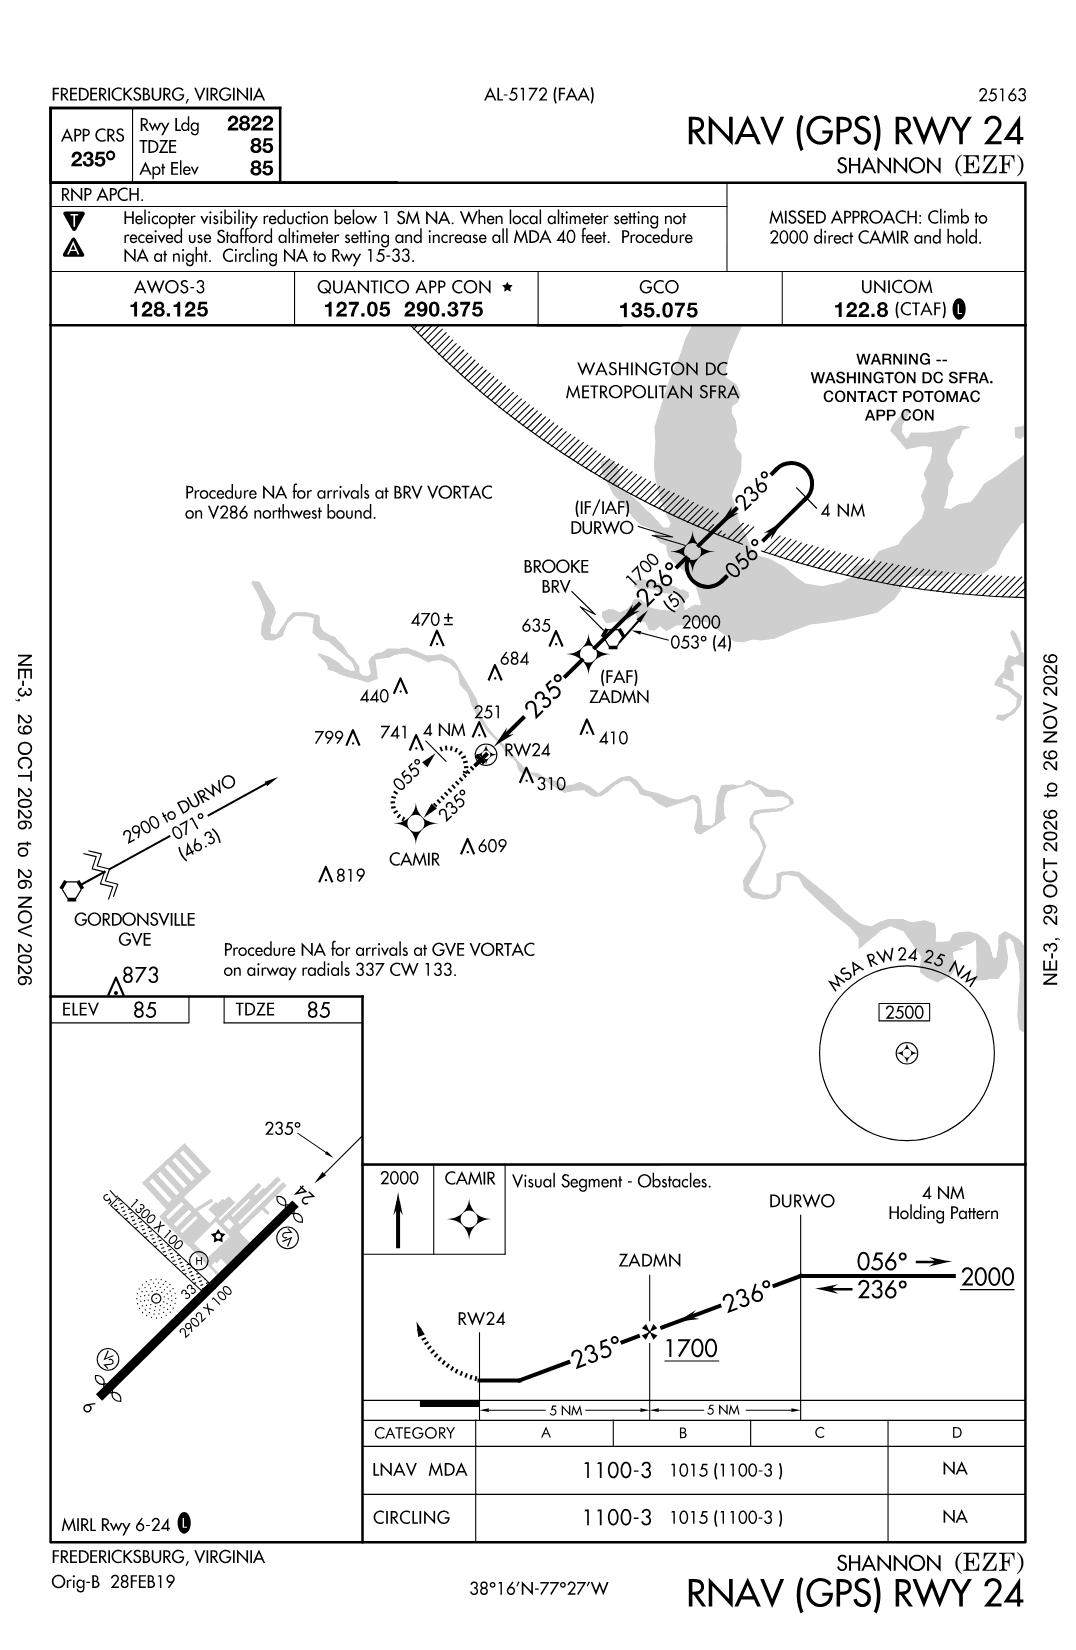 FREDERICKSBURG, VIRGINIA
AL-5172 (FAA)
25163
APP CRS
235°
Rwy Ldg 2822
TDZE 85
Apt Elev 85
RNAV (GPS) RWY 24
SHANNON (EZF)
RNP APCH.
T
A
Helicopter visibility reduction below 1 SM NA. When local altimeter setting not
received use Stafford altimeter setting and increase all MDA 40 feet. Procedure
NA at night. Circling NA to Rwy 15-33.
MISSED APPROACH: Climb to
2000 direct CAMIR and hold.
AWOS-3
128.125
QUANTICO APP CON ★
127.05 290.375
GCO
135.075
UNICOM
122.8 (CTAF) L
WASHINGTON DC
METROPOLITAN SFRA
WARNING --
WASHINGTON DC SFRA.
CONTACT POTOMAC
APP CON
Procedure NA for arrivals at BRV VORTAC
on V286 northwest bound.
(IF/IAF)
DURWO
236°
4 NM
056°
BROOKE
BRV
1700
236°
(5)
2000
053° (4)
470 ±
635
684
440
(FAF)
ZADMN
235°
251
799
741
4 NM
RW24
410
310
055°
235°
CAMIR
609
819
2900 to DURWO
071°
(46.3)
GORDONSVILLE
GVE
873
Procedure NA for arrivals at GVE VORTAC
on airway radials 337 CW 133.
MSA RW 24 25 NM
2500
NE-3, 29 OCT 2026 to 26 NOV 2026
NE-3, 29 OCT 2026 to 26 NOV 2026
ELEV 85
TDZE 85
235°
24
15
1300 X 100
H
33
2902 X 100
V2
V2
6
MIRL Rwy 6-24 L
2000
CAMIR
Visual Segment - Obstacles.
DURWO
4 NM
Holding Pattern
ZADMN
056°
236°
2000
236°
RW24
235°
1700
5 NM
5 NM
CATEGORY A B C D
LNAV MDA 1100-3 1015 (1100-3 ) NA
CIRCLING 1100-3 1015 (1100-3 ) NA
FREDERICKSBURG, VIRGINIA
Orig-B 28FEB19
38°16′N-77°27′W
SHANNON (EZF)
RNAV (GPS) RWY 24